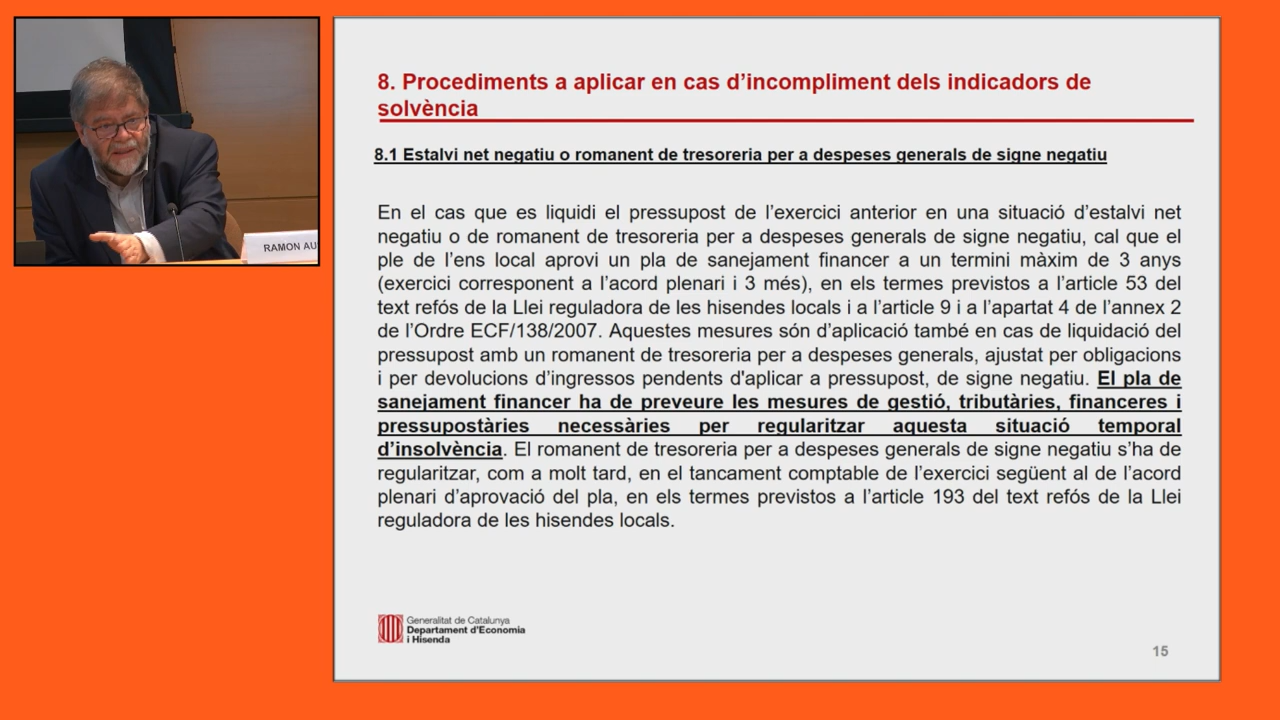 RAMON AU
8. Procediments a aplicar en cas d’incompliment dels indicadors de
solvència
8.1 Estalvi net negatiu o romanent de tresoreria per a despeses generals de signe negatiu
En el cas que es liquidi el pressupost de l’exercici anterior en una situació d’estalvi net
negatiu o de romanent de tresoreria per a despeses generals de signe negatiu, cal que el
ple de l’ens local aprovi un pla de sanejament financer a un termini màxim de 3 anys
(exercici corresponent a l’acord plenari i 3 més), en els termes previstos a l’article 53 del
text refós de la Llei reguladora de les hisendes locals i a l’article 9 i a l’apartat 4 de l’annex 2
de l’Ordre ECF/138/2007. Aquestes mesures són d’aplicació també en cas de liquidació del
pressupost amb un romanent de tresoreria per a despeses generals, ajustat per obligacions
i per devolucions d’ingressos pendents d'aplicar a pressupost, de signe negatiu. El pla de
sanejament financer ha de preveure les mesures de gestió, tributàries, financeres i
pressupostàries necessàries per regularitzar aquesta situació temporal
d’insolvència. El romanent de tresoreria per a despeses generals de signe negatiu s’ha de
regularitzar, com a molt tard, en el tancament comptable de l’exercici següent al de l’acord
plenari d’aprovació del pla, en els termes previstos a l’article 193 del text refós de la Llei
reguladora de les hisendes locals.
Generalitat de Catalunya
Departament d'Economia
i Hisenda
15